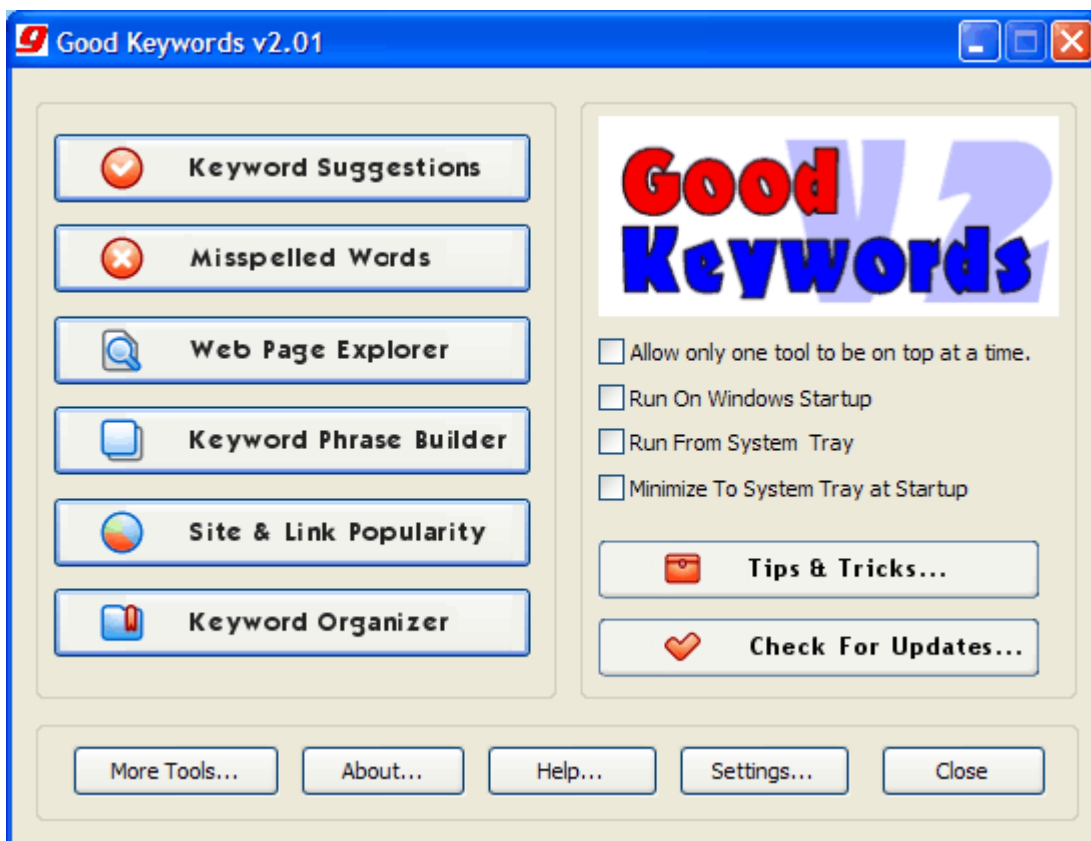 Good Keywords v2.01
Keyword Suggestions
Misspelled Words
Web Page Explorer
Keyword Phrase Builder
Site & Link Popularity
Keyword Organizer
V2
Good
Keywords
Allow only one tool to be on top at a time.
Run On Windows Startup
Run From System  Tray
Minimize To System Tray at Startup
Tips & Tricks...
Check For Updates...
More Tools...
About...
Help...
Settings...
Close